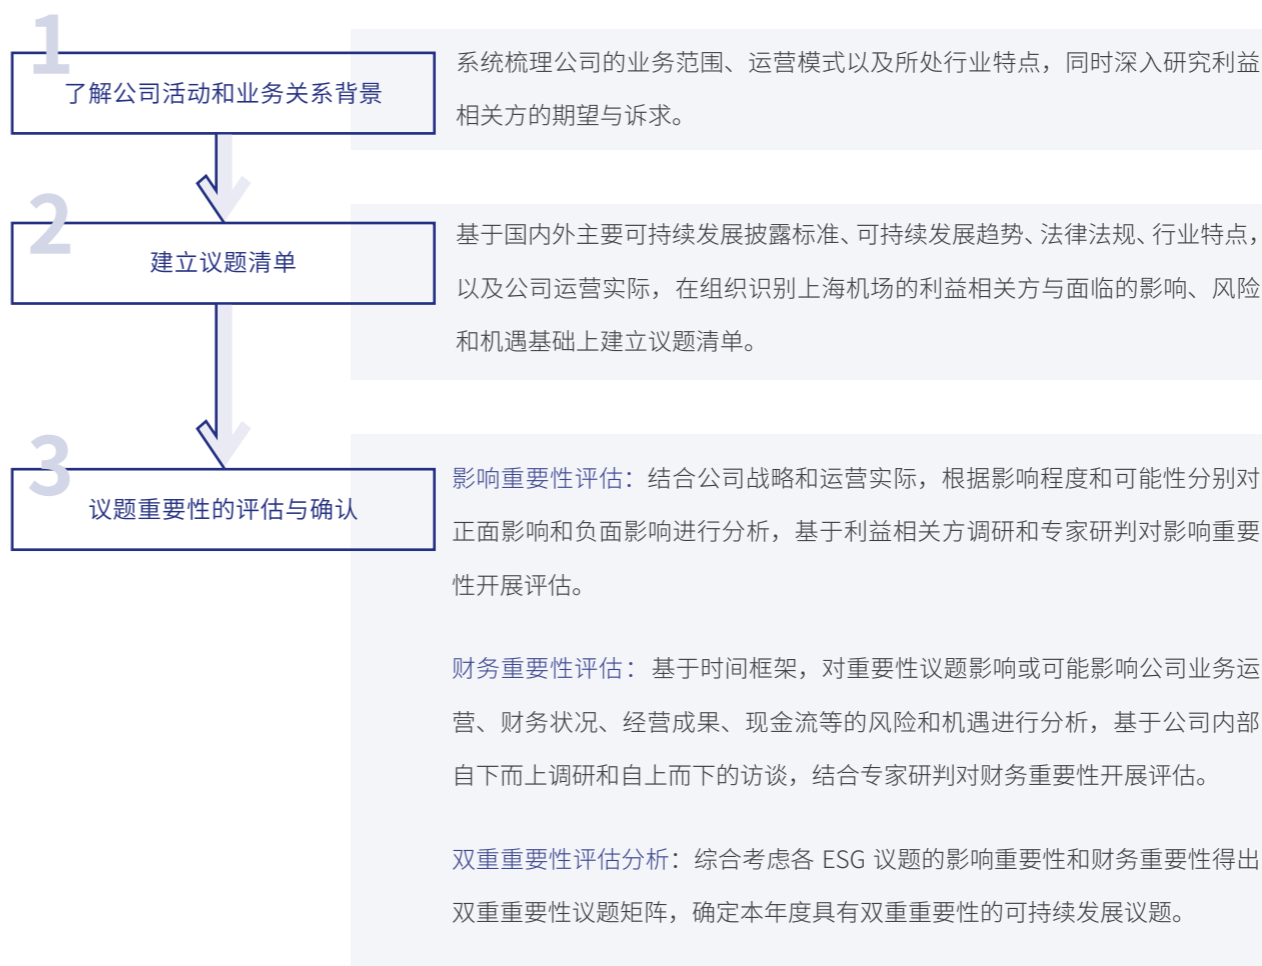 1
了解公司活动和业务关系背景
系统梳理公司的业务范围、运营模式以及所处行业特点，同时深入研究利益
相关方的期望与诉求。
2
建立议题清单
基于国内外主要可持续发展披露标准、可持续发展趋势、法律法规、行业特点，
以及公司运营实际，在组织识别上海机场的利益相关方与面临的影响、风险
和机遇基础上建立议题清单。
3
议题重要性的评估与确认
影响重要性评估：结合公司战略和运营实际，根据影响程度和可能性分别对
正面影响和负面影响进行分析，基于利益相关方调研和专家研判对影响重要
性开展评估。
财务重要性评估：基于时间框架，对重要性议题影响或可能影响公司业务运
营、财务状况、经营成果、现金流等的风险和机遇进行分析，基于公司内部
自下而上调研和自上而下的访谈，结合专家研判对财务重要性开展评估。
双重重要性评估分析：综合考虑各 ESG 议题的影响重要性和财务重要性得出
双重重要性议题矩阵，确定本年度具有双重重要性的可持续发展议题。